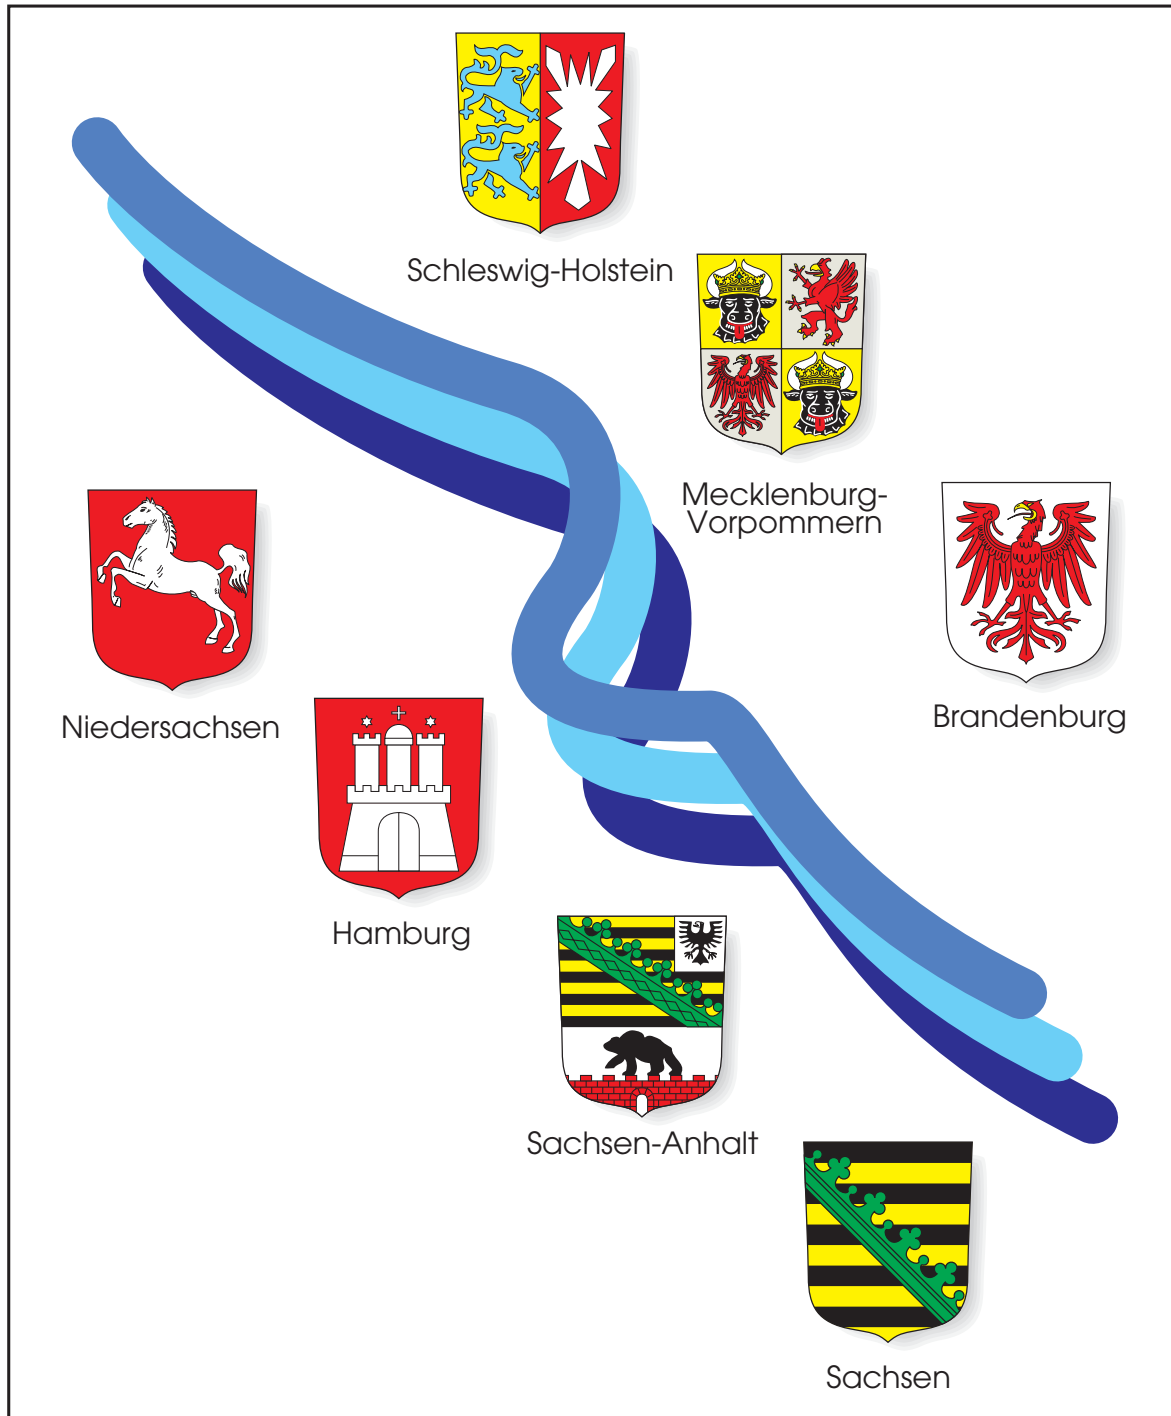 Schleswig-Holstein
Mecklenburg-
Vorpommern
Niedersachsen
Brandenburg
Hamburg
Sachsen-Anhalt
Sachsen